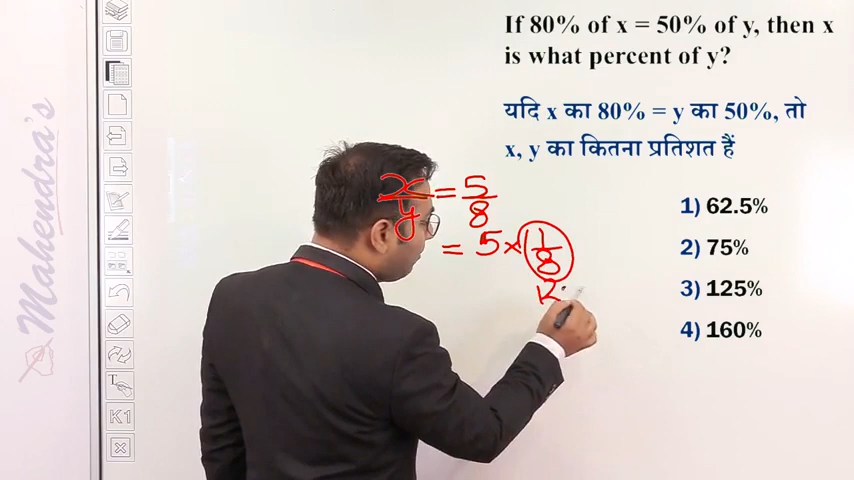 If 80% of x = 50% of y, then x
is what percent of y?
यदि x का 80% = y का 50%, तो
x, y का कितना प्रतिशत हैं
1) 62.5%
2) 75%
3) 125%
4) 160%
x/y = 5/8
= 5 × 1/8
12.
Mahendra's
T
K1